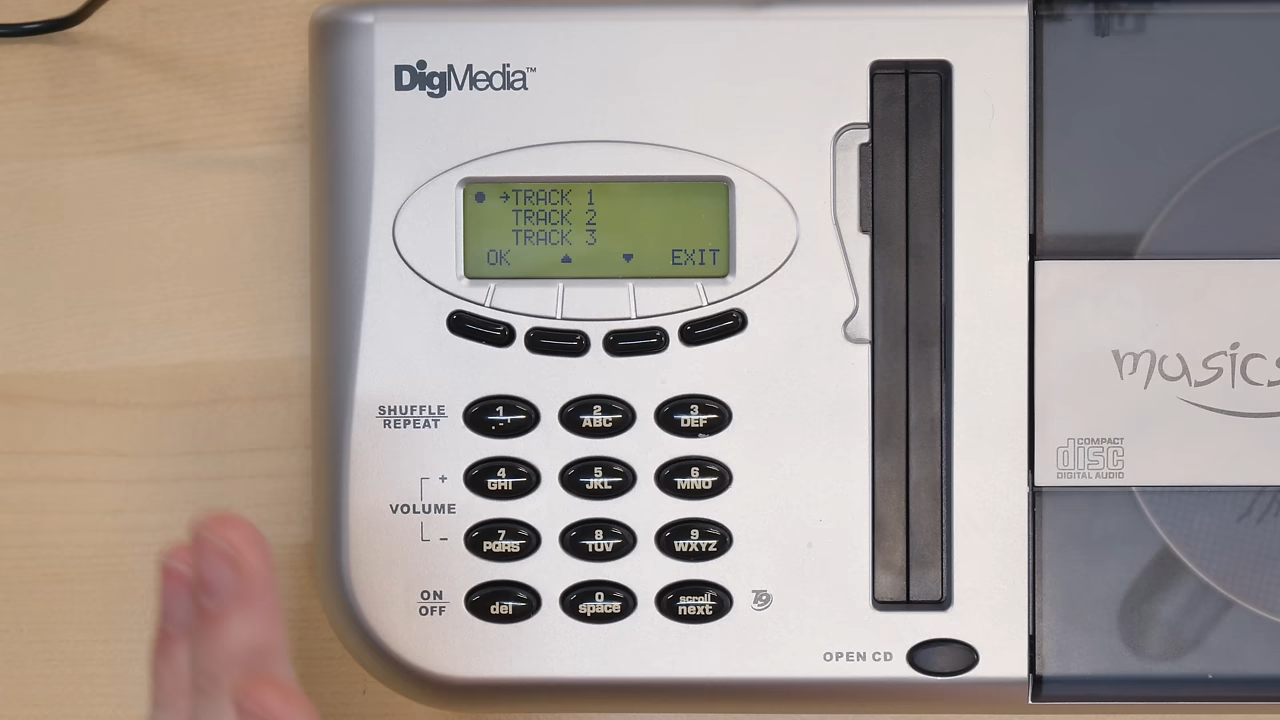 DigMedia™
● →TRACK 1
TRACK 2
TRACK 3
OK ▲ ▼ EXIT
SHUFFLE
REPEAT
1
.-'
2
ABC
3
DEF
4
GHI
5
JKL
6
MNO
+
VOLUME
-
7
PQRS
8
TUV
9
WXYZ
ON
OFF
del
0
space
scroll
next
T9
OPEN CD
musics
COMPACT
disc
DIGITAL AUDIO